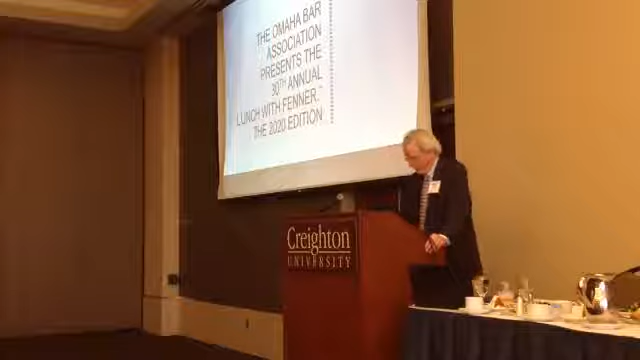 THE OMAHA BAR
ASSOCIATION
PRESENTS THE
30TH ANNUAL
LUNCH WITH FENNER.
THE 2020 EDITION
Creighton
UNIVERSITY